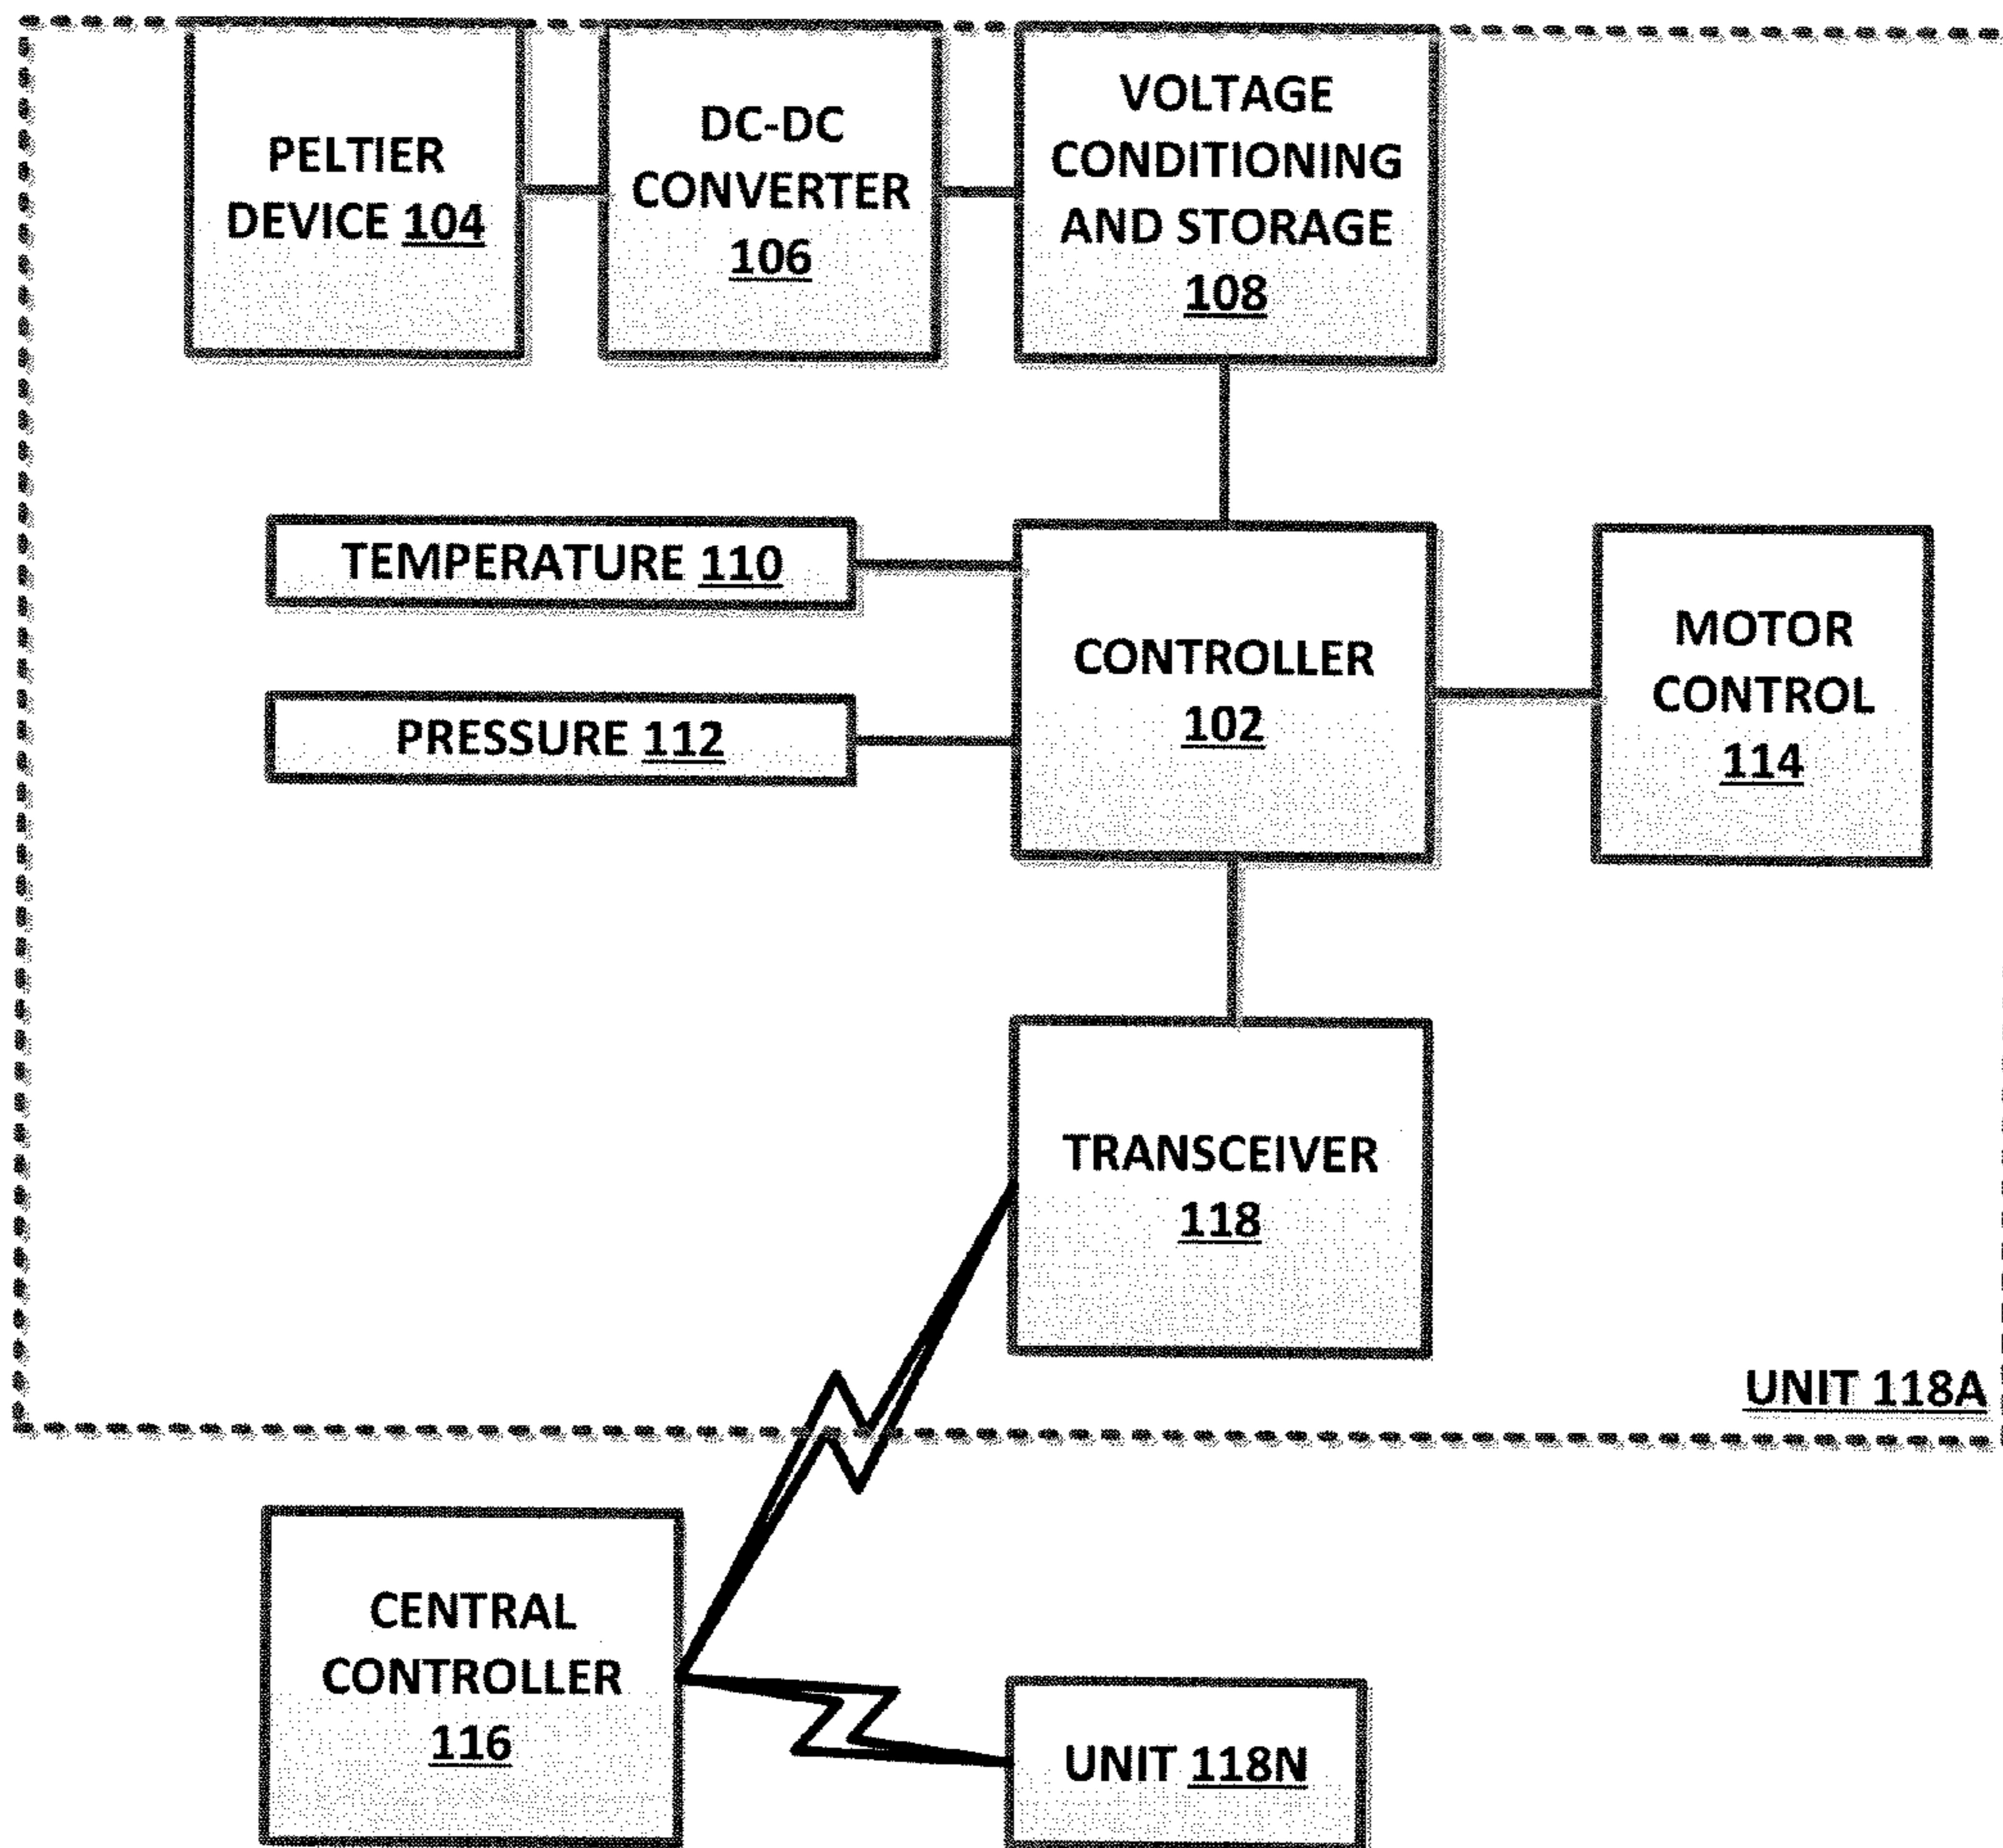 PELTIER
DEVICE 104
DC-DC
CONVERTER
106
VOLTAGE
CONDITIONING
AND STORAGE
108
TEMPERATURE 110
PRESSURE 112
CONTROLLER
102
MOTOR
CONTROL
114
TRANSCEIVER
118
UNIT 118A
CENTRAL
CONTROLLER
116
UNIT 118N